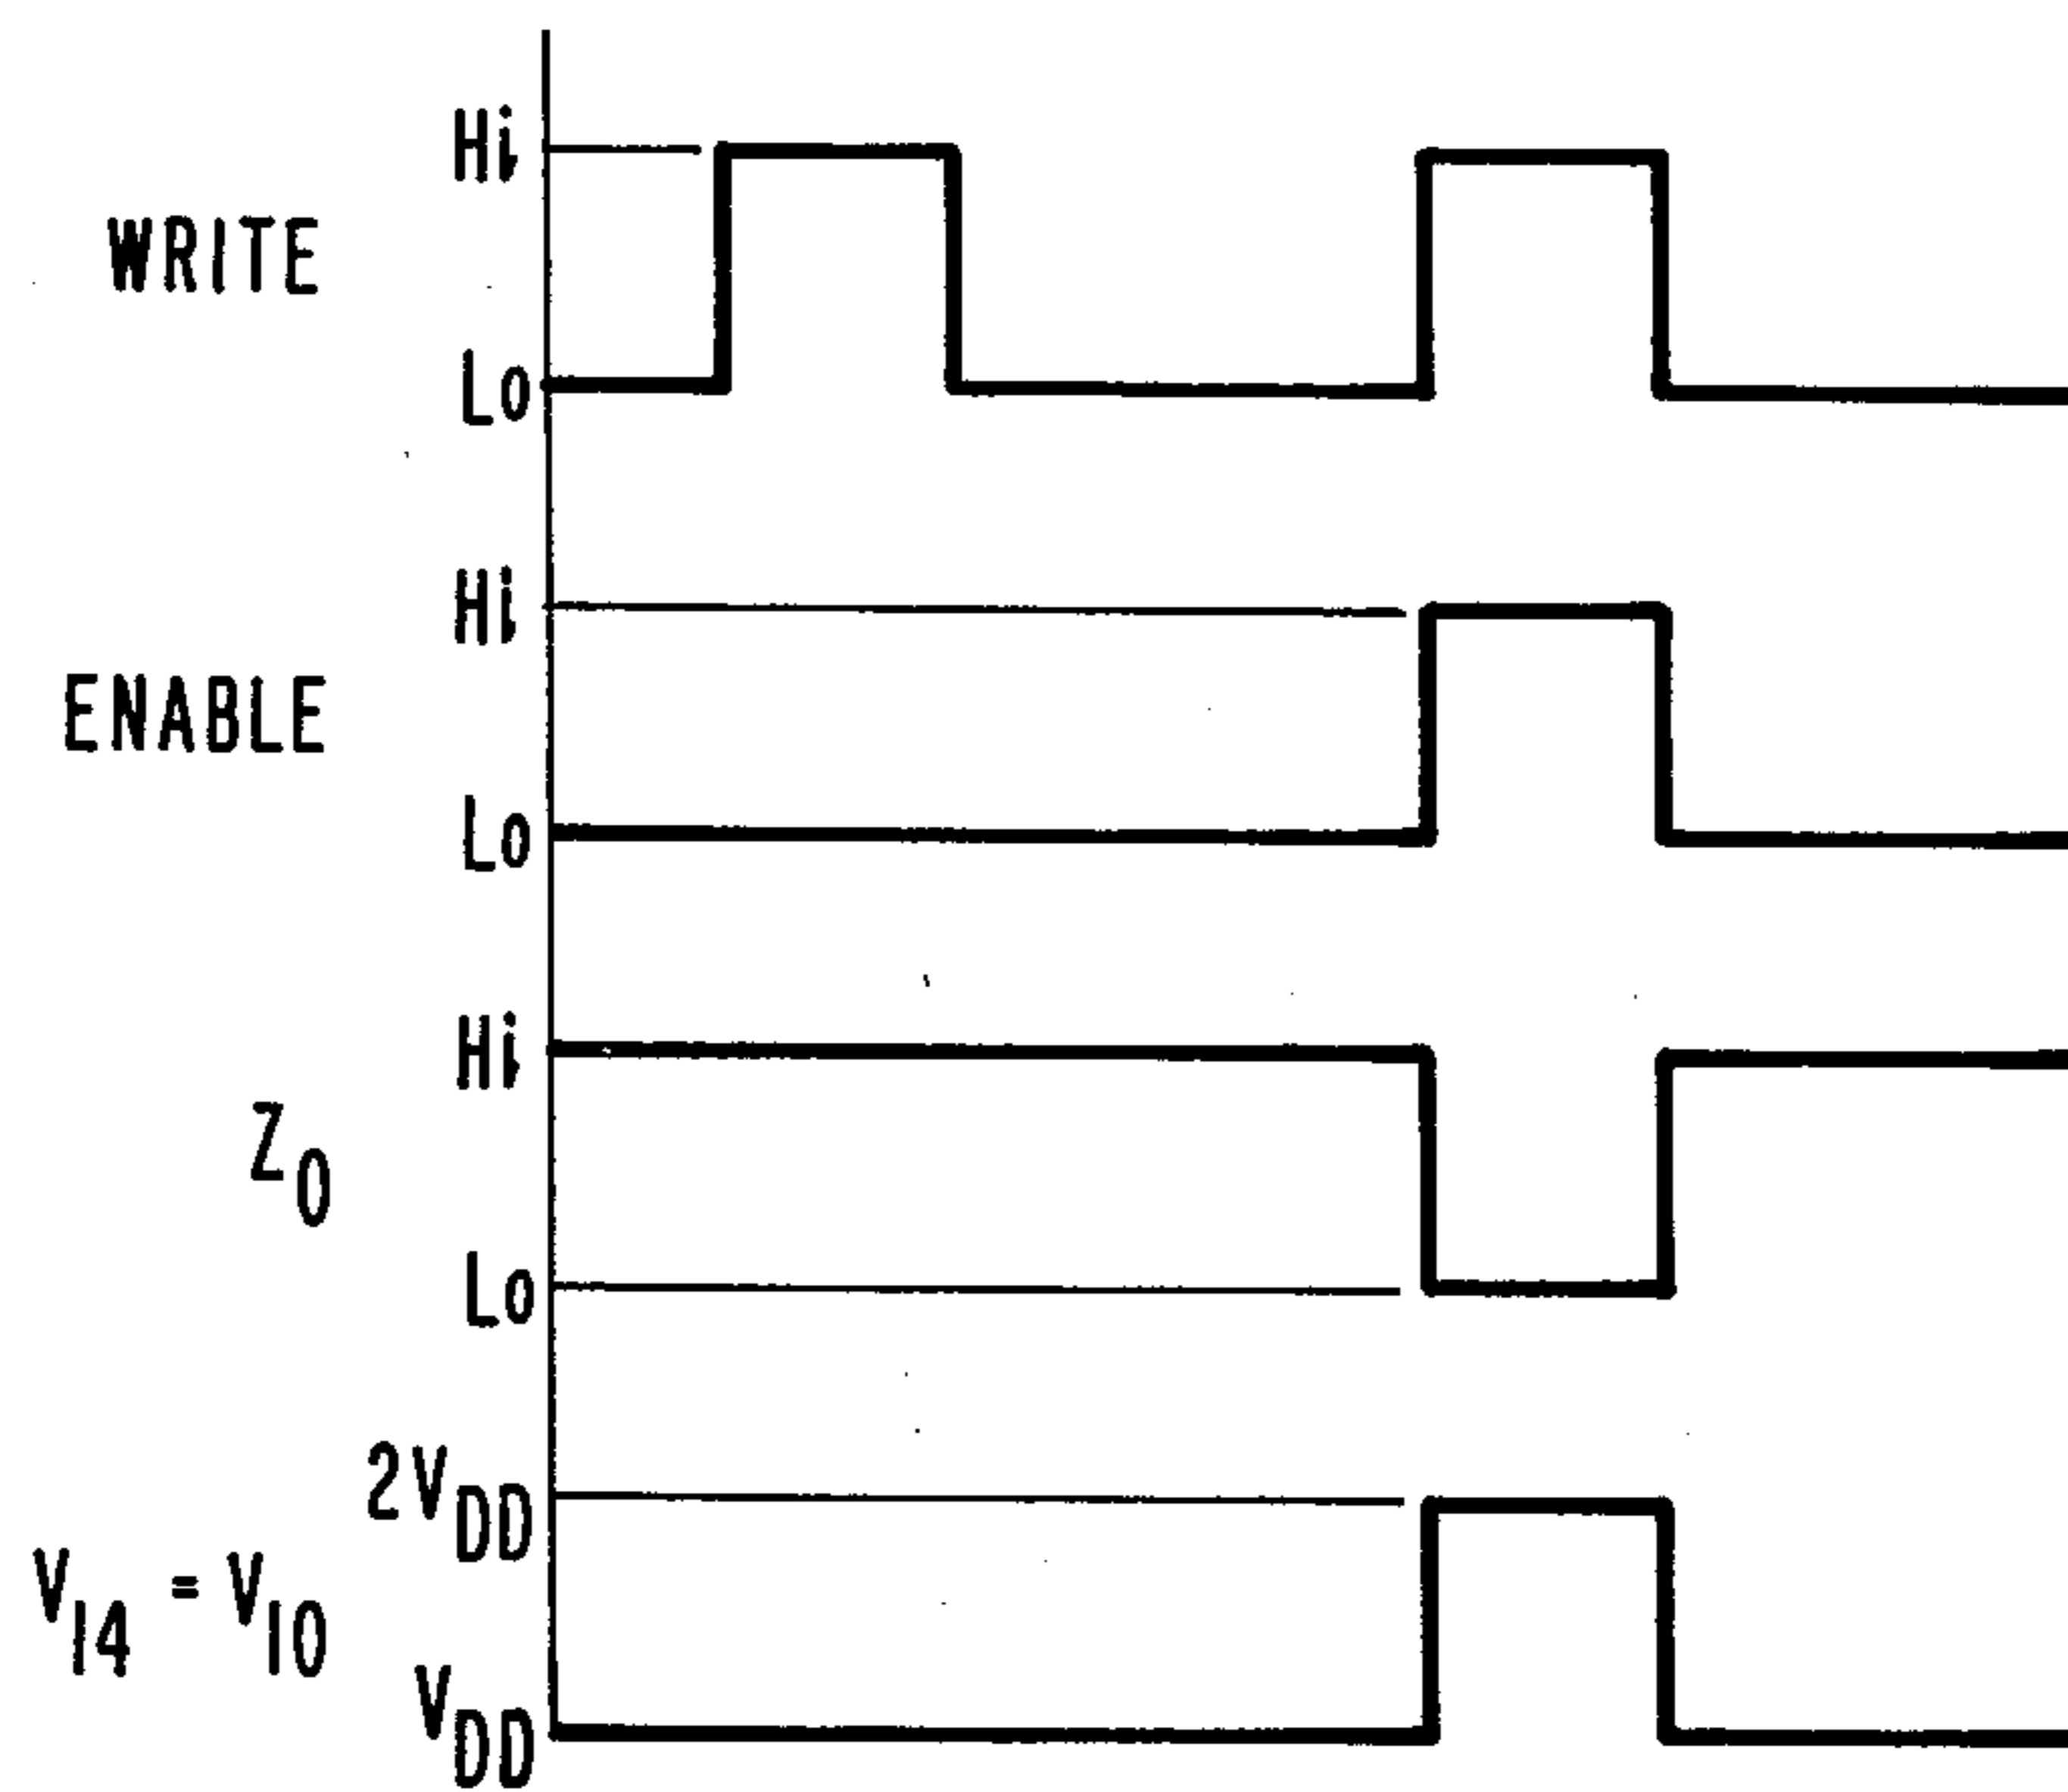 Hi
WRITE
Lo
Hi
ENABLE
Lo
Hi
Z0
Lo
2VDD
V14 = V10
VDD